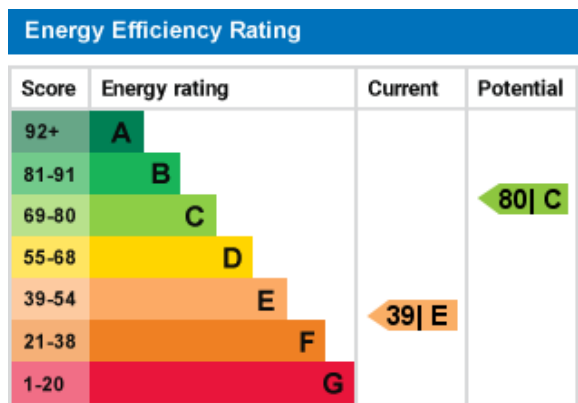 Energy Efficiency Rating
Score Energy rating Current Potential
92+ A
81-91 B
80| C
69-80 C
55-68 D
39-54 E
39| E
21-38 F
1-20 G